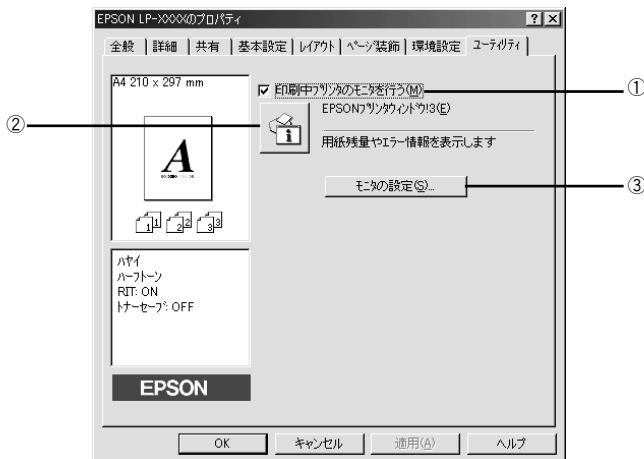 EPSON LP-XXXXのプロパティ
? ×
全般 詳細 共有 基本設定 レイアウト ページ装飾 環境設定 ユーティリティ
A4 210 x 297 mm
印刷中プリンタのモニタを行う(M)
①
EPSONプリンタウィンドウ!3(E)
②
用紙残量やエラー情報を表示します
A
モニタの設定(S)...
③
1 1 2 2 3 3
ハヤイ
ハーフトーン
RIT: ON
トナーセーブ: OFF
EPSON
OK キャンセル 適用(A) ヘルプ